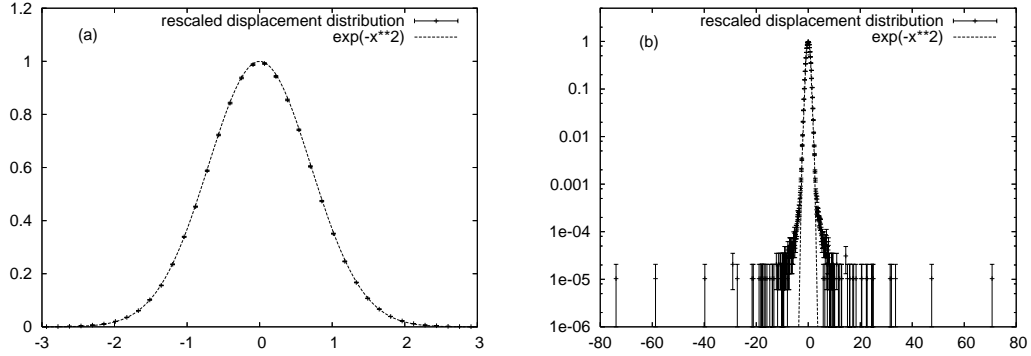 (a)
rescaled displacement distribution
exp(-x**2)
1.2
1
0.8
0.6
0.4
0.2
0
-3 -2 -1 0 1 2 3
(b)
rescaled displacement distribution
exp(-x**2)
1
0.1
0.01
0.001
1e-04
1e-05
1e-06
-80 -60 -40 -20 0 20 40 60 80